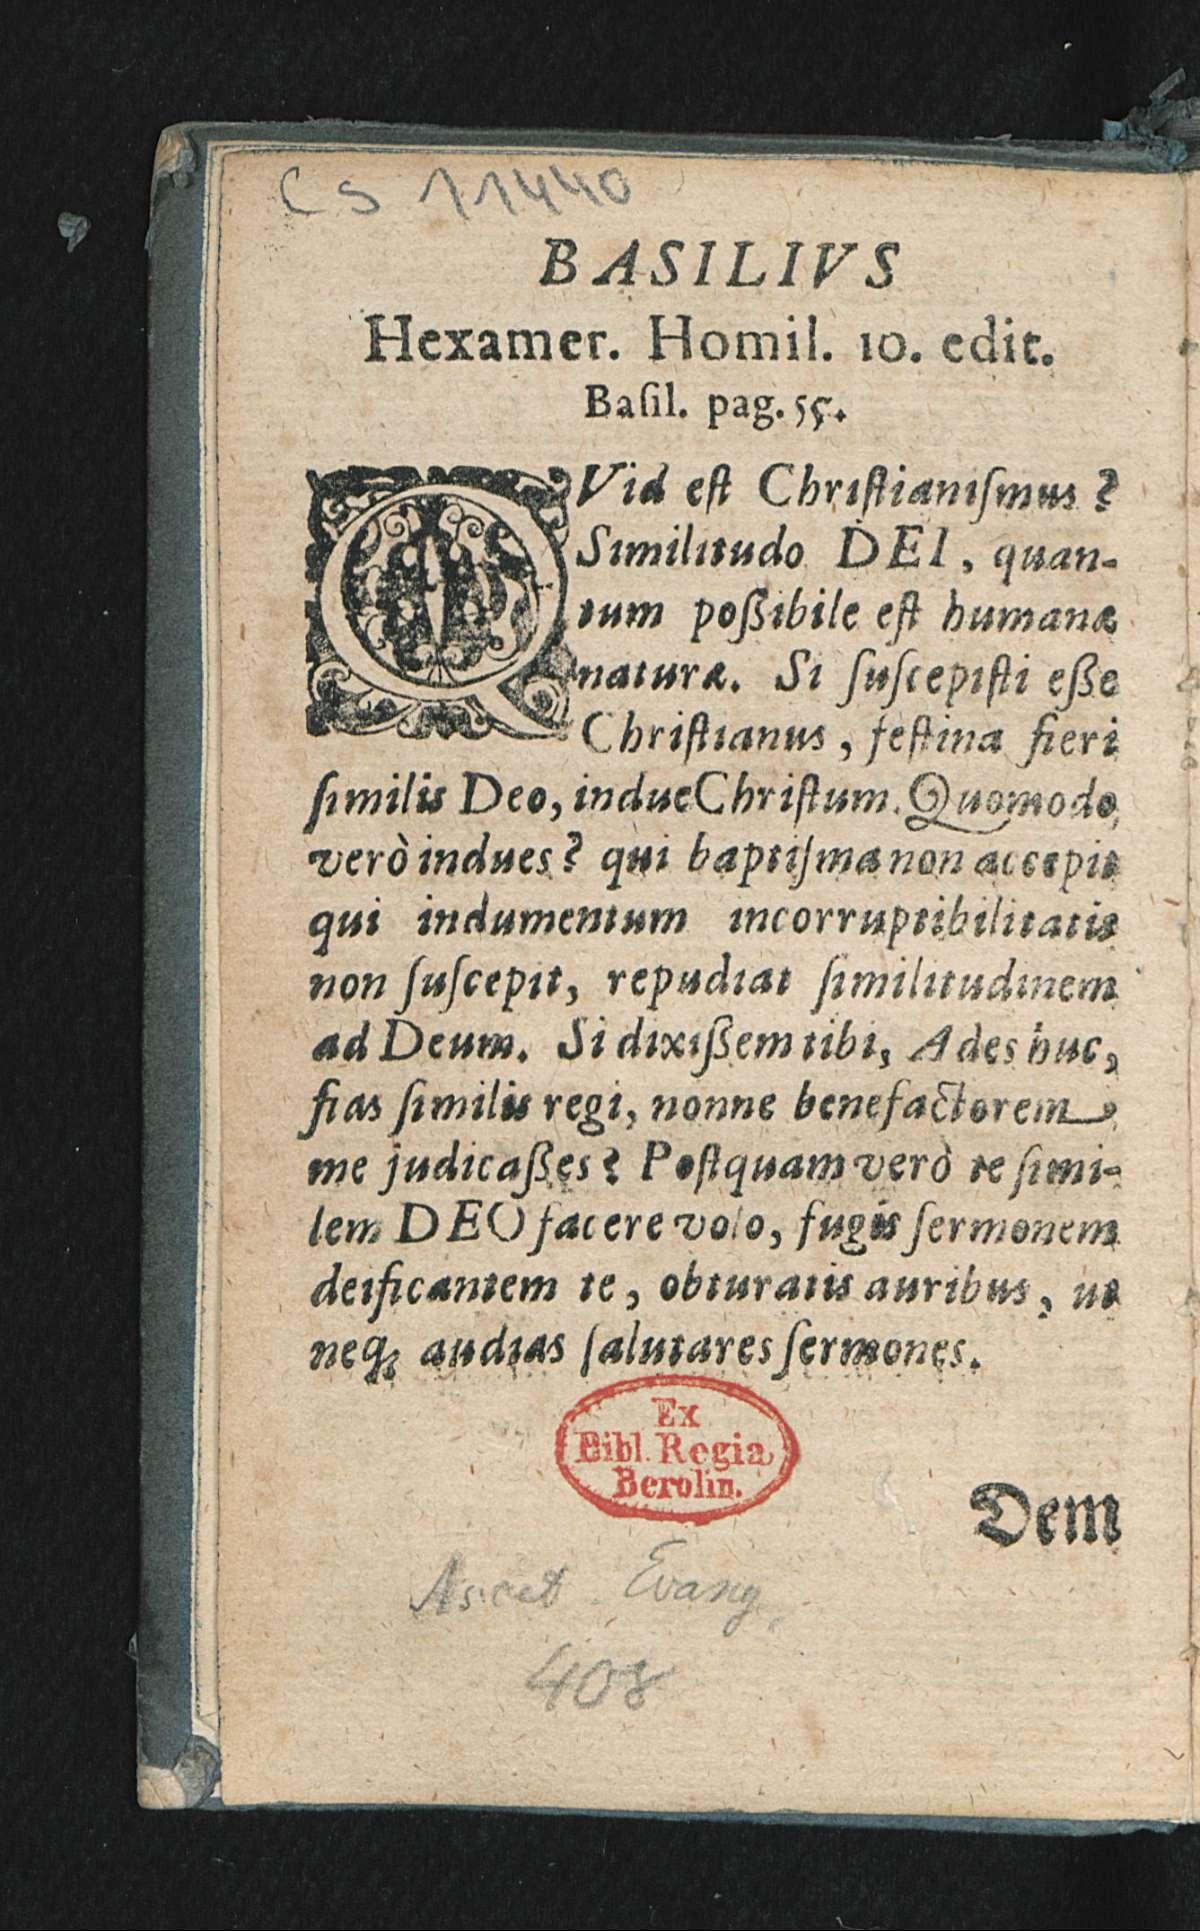 CS 11440
BASILIVS
Hexamer. Homil. 10. edit.
Baſil. pag. 55.
QVid eſt Chriſtianiſmus?
Similitudo DEI, quan-
tum poßibile eſt humanæ
naturæ. Si ſuſcepiſti eße
Chriſtianus, feſtina fieri
ſimilis Deo, indue Chriſtum. Quomodo
verò indues? qui baptiſma non accepit
qui indumentum incorruptibilitatis
non ſuſcepit, repudiat ſimilitudinem
ad Deum. Si dixißem tibi, Ades huc,
fias ſimilis regi, nonne benefactorem
me judicaßes? Poſtquam verò te ſimi-
lem DEO facere volo, fugis ſermonem
deificantem te, obturatis auribus, ut
neq; audias ſalutares ſermones.
Ex
Bibl. Regia
Berolin.
Dem
Ascet. Evang.
408